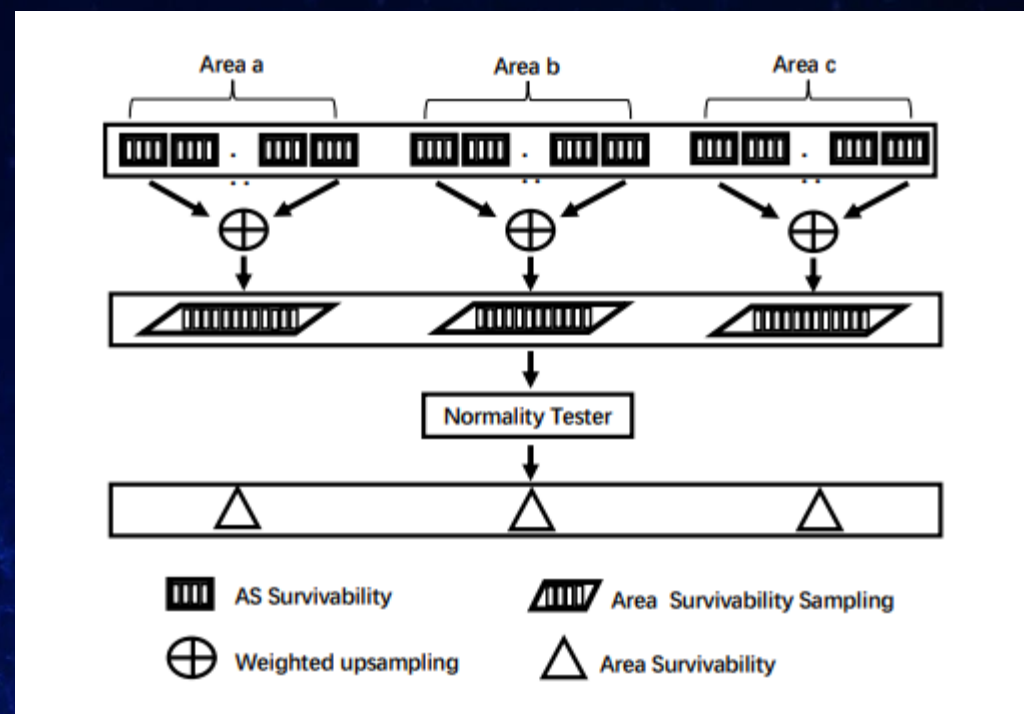 Area a
Area b
Area c
Normality Tester
AS Survivability
Area Survivability Sampling
Weighted upsampling
Area Survivability